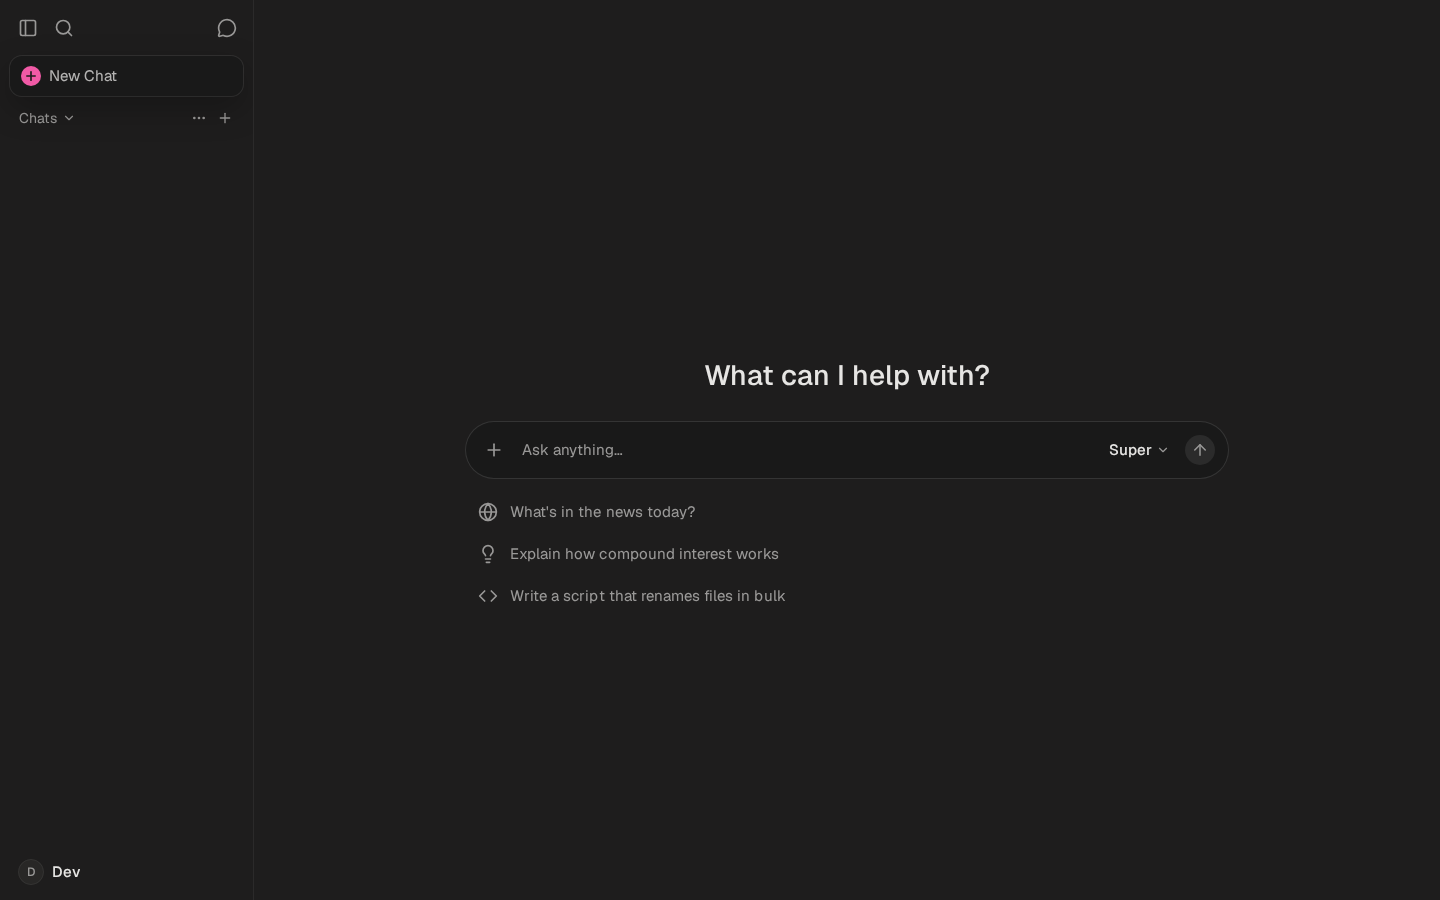 New Chat
Chats
What can I help with?
Ask anything...
Super
What's in the news today?
Explain how compound interest works
Write a script that renames files in bulk
D
Dev